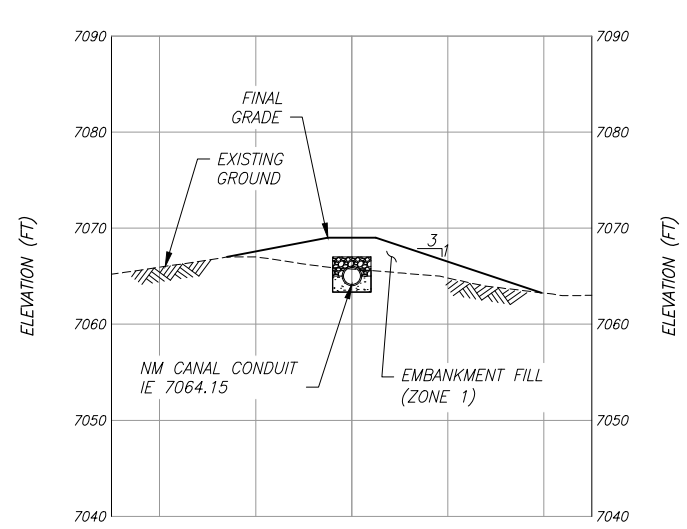 7090
7090
FINAL
GRADE
7080
7080
EXISTING
GROUND
ELEVATION (FT)
ELEVATION (FT)
7070
7070
3
1
7060
7060
NM CANAL CONDUIT
IE 7064.15
EMBANKMENT FILL
(ZONE 1)
7050
7050
7040
7040